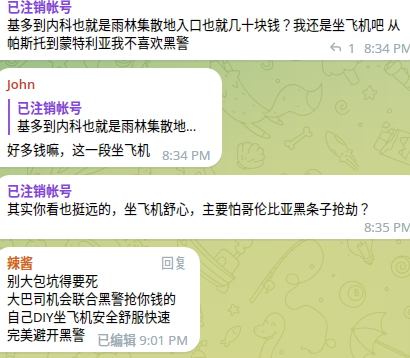 已注销帐号
基多到内科也就是雨林集散地入口也就几十块钱？我还是坐飞机吧 从
帕斯托到蒙特利亚我不喜欢黑警
1 8:34 PM
John
已注销帐号
基多到内科也就是雨林集散地...
好多钱嘛，这一段坐飞机 8:34 PM
已注销帐号
其实你看也挺远的，坐飞机舒心，主要怕哥伦比亚黑条子抢劫？
8:35 PM
辣酱 回复
别大包坑得要死
大巴司机会联合黑警抢你钱的
自己DIY坐飞机安全舒服快速
完美避开黑警 已编辑 9:01 PM